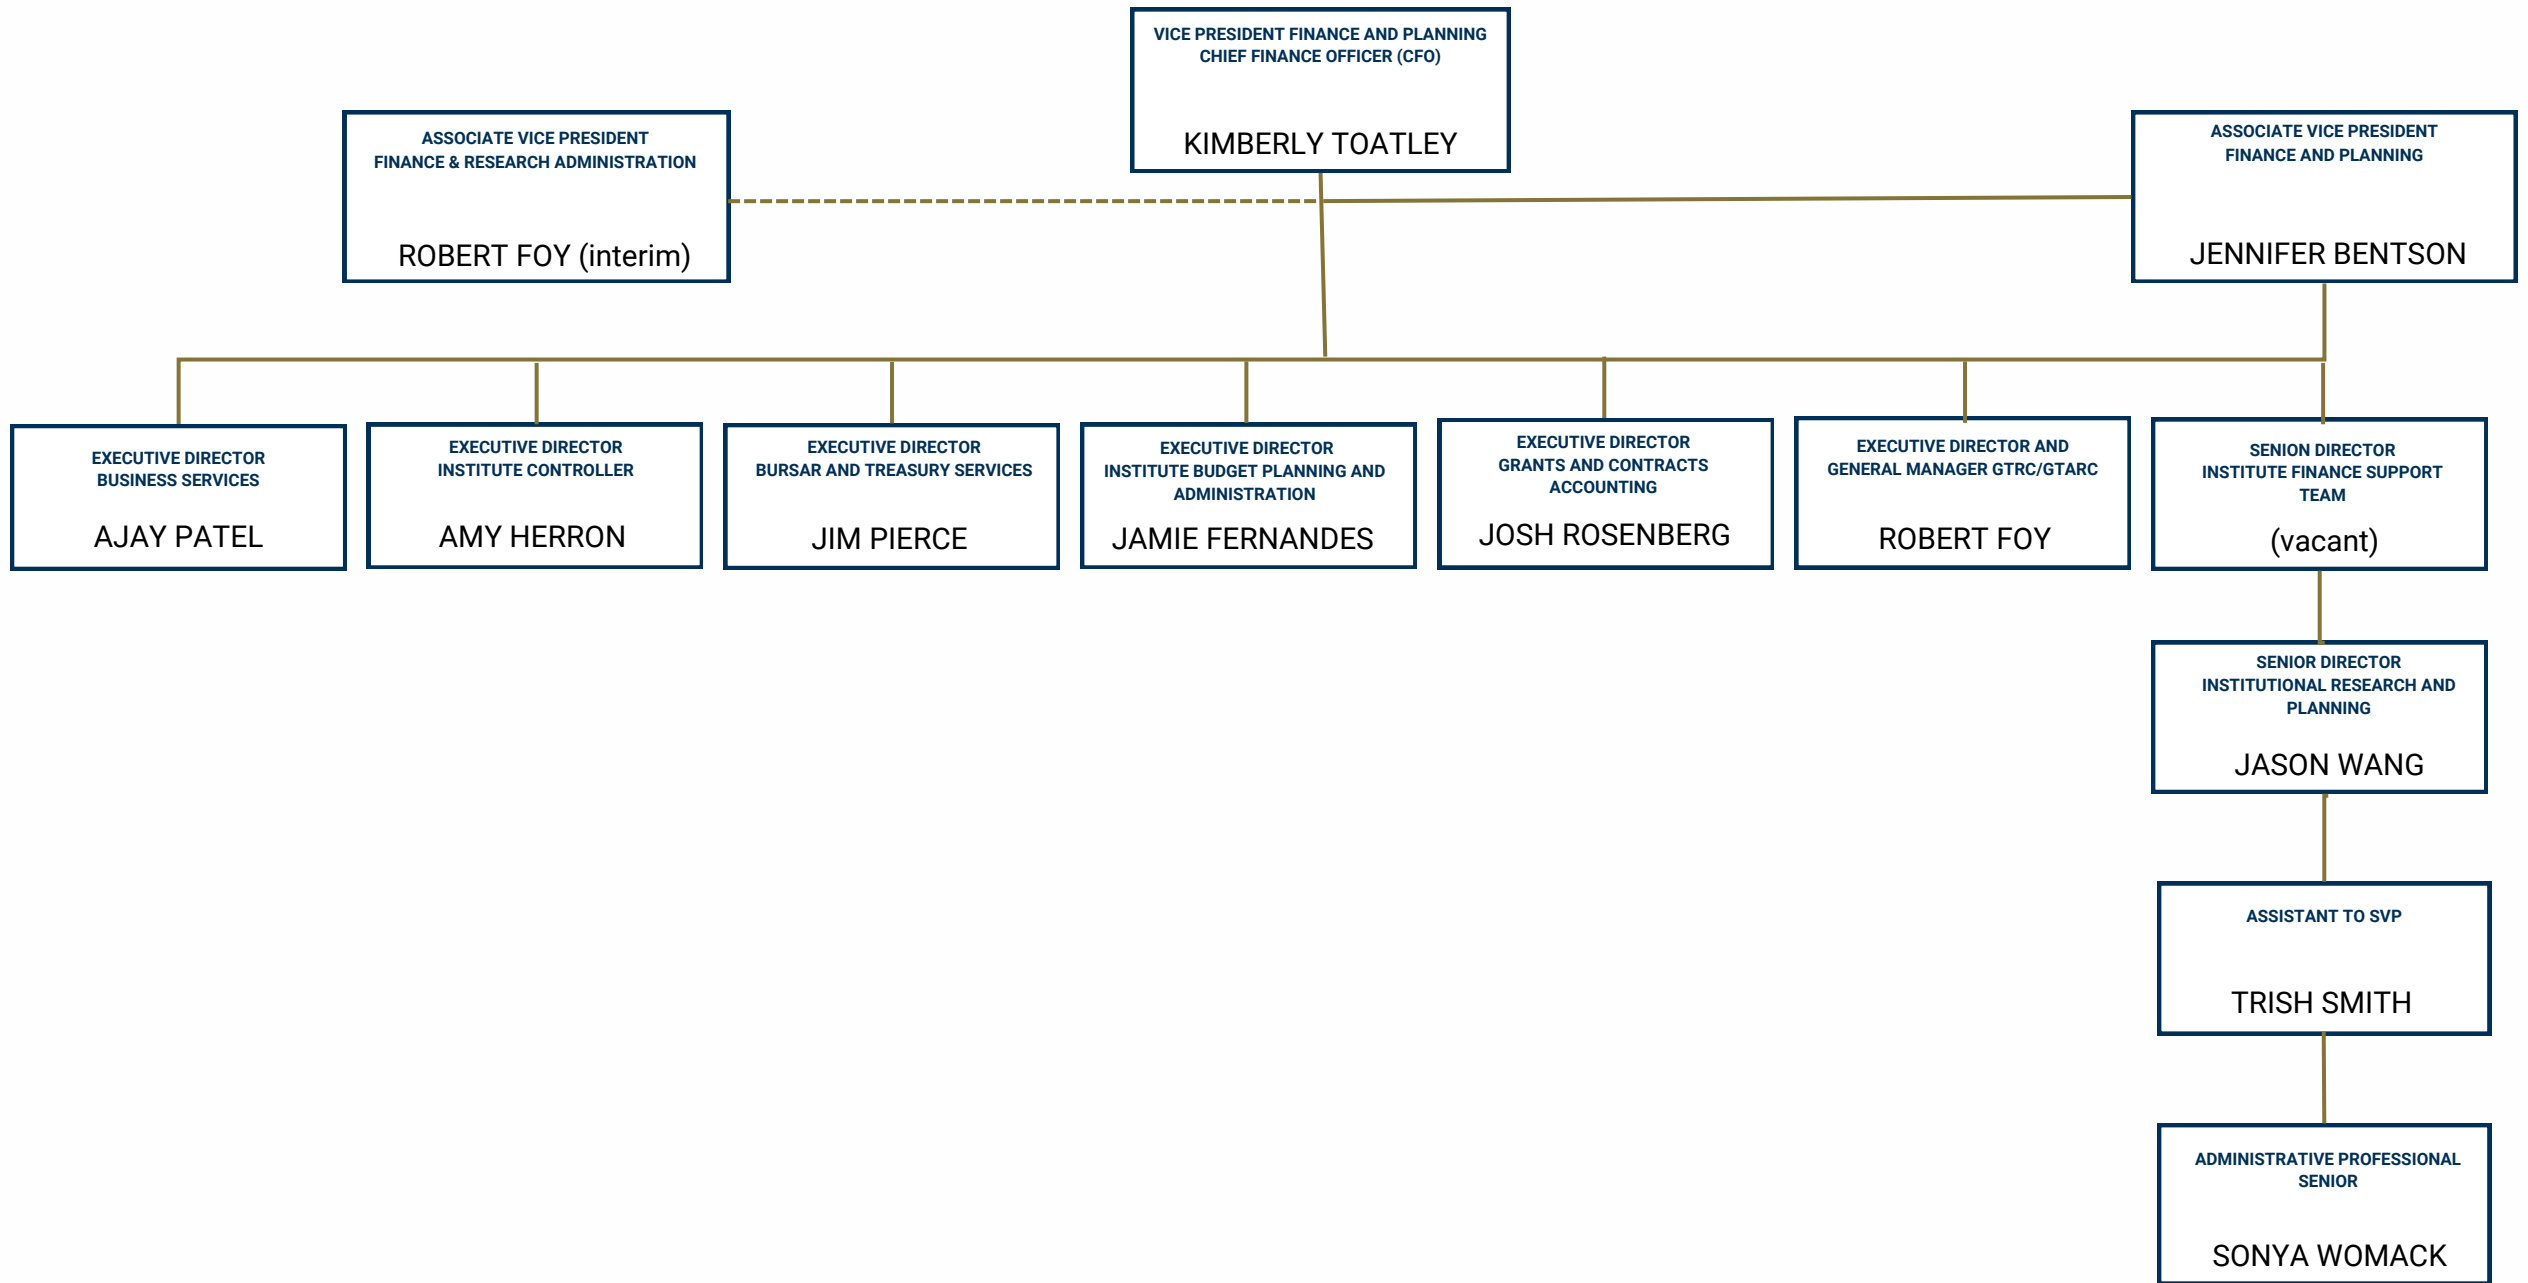 VICE PRESIDENT FINANCE AND PLANNING
CHIEF FINANCE OFFICER (CFO)
KIMBERLY TOATLEY
ASSOCIATE VICE PRESIDENT
FINANCE & RESEARCH ADMINISTRATION
ROBERT FOY (interim)
ASSOCIATE VICE PRESIDENT
FINANCE AND PLANNING
JENNIFER BENTSON
EXECUTIVE DIRECTOR
BUSINESS SERVICES
AJAY PATEL
EXECUTIVE DIRECTOR
INSTITUTE CONTROLLER
AMY HERRON
EXECUTIVE DIRECTOR
BURSAR AND TREASURY SERVICES
JIM PIERCE
EXECUTIVE DIRECTOR
INSTITUTE BUDGET PLANNING AND
ADMINISTRATION
JAMIE FERNANDES
EXECUTIVE DIRECTOR
GRANTS AND CONTRACTS
ACCOUNTING
JOSH ROSENBERG
EXECUTIVE DIRECTOR AND
GENERAL MANAGER GTRC/GTARC
ROBERT FOY
SENION DIRECTOR
INSTITUTE FINANCE SUPPORT
TEAM
(vacant)
SENIOR DIRECTOR
INSTITUTIONAL RESEARCH AND
PLANNING
JASON WANG
ASSISTANT TO SVP
TRISH SMITH
ADMINISTRATIVE PROFESSIONAL
SENIOR
SONYA WOMACK